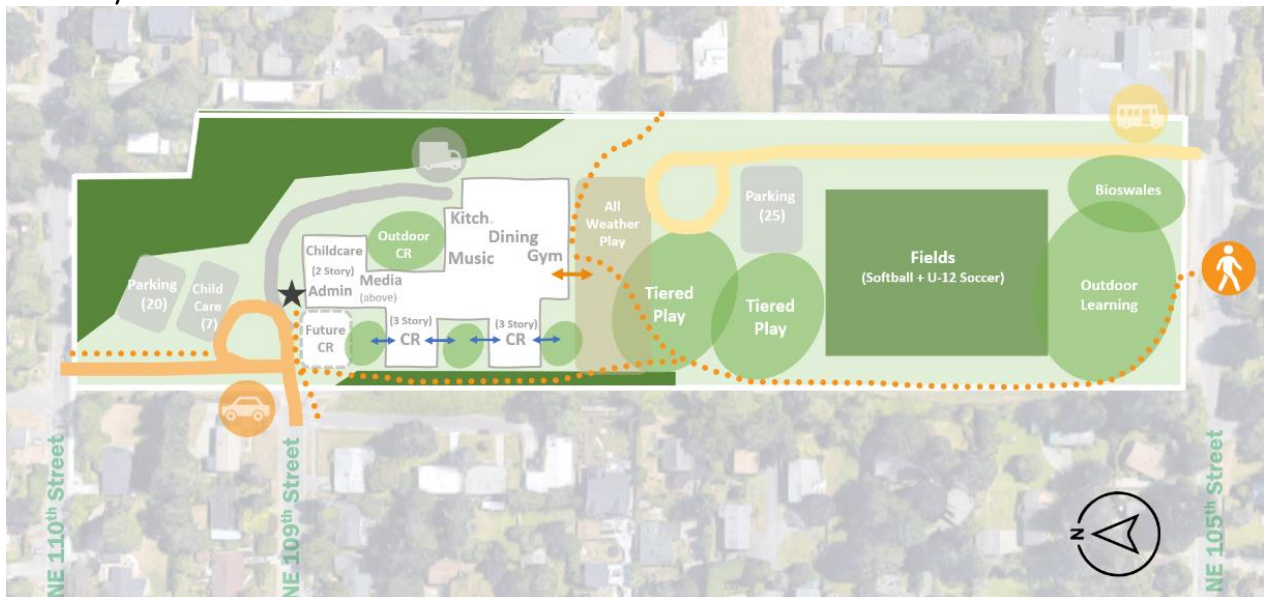 Bioswales
All
Weather
Play
Parking
(25)
Kitch.
Dining
Music
Gym
Outdoor
CR
Childcare
(2 Story)
Admin
Media
(above)
Fields
(Softball + U-12 Soccer)
Outdoor
Learning
Parking
(20)
Child
Care
(7)
Tiered
Play
Tiered
Play
Future
CR
(3 Story)
CR
(3 Story)
CR
NE 110th Street
NE 109th Street
N
NE 105th Street